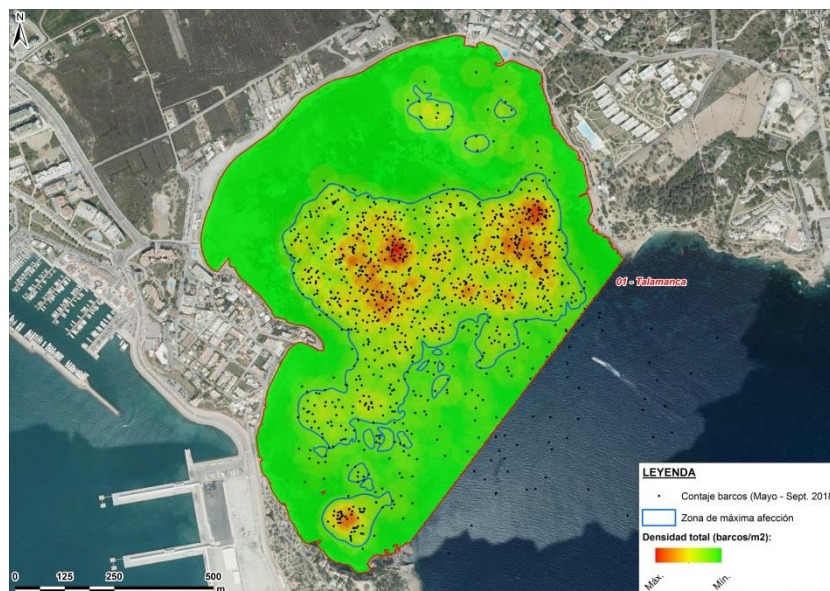 N
01 - Talamanca
LEYENDA
Contaje barcos (Mayo - Sept. 2018
Zona de máxima afección
Densidad total (barcos/m2):
Máx. Mín.
0 125 250 500
m